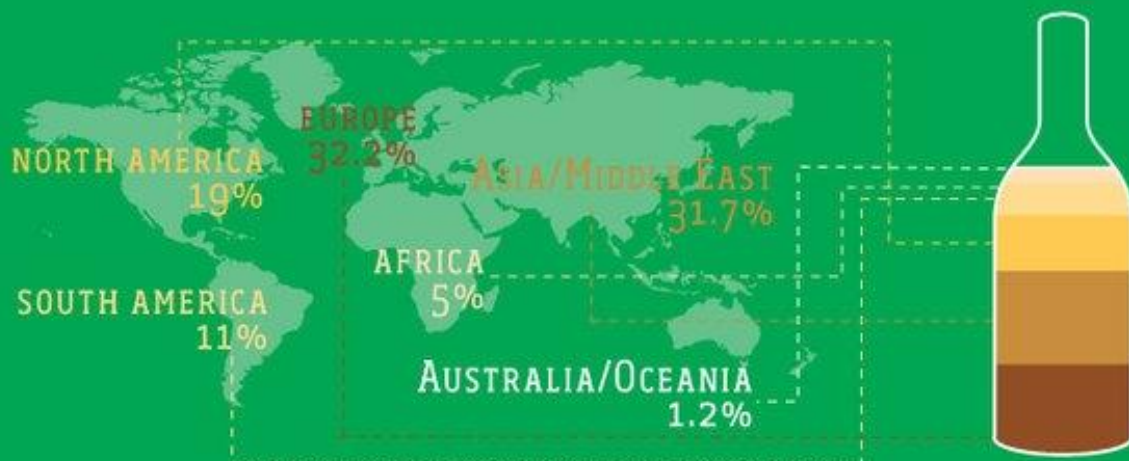 EUROPE
32.2%
NORTH AMERICA
19%
ASIA/MIDDLE EAST
31.7%
AFRICA
5%
SOUTH AMERICA
11%
AUSTRALIA/OCEANIA
1.2%